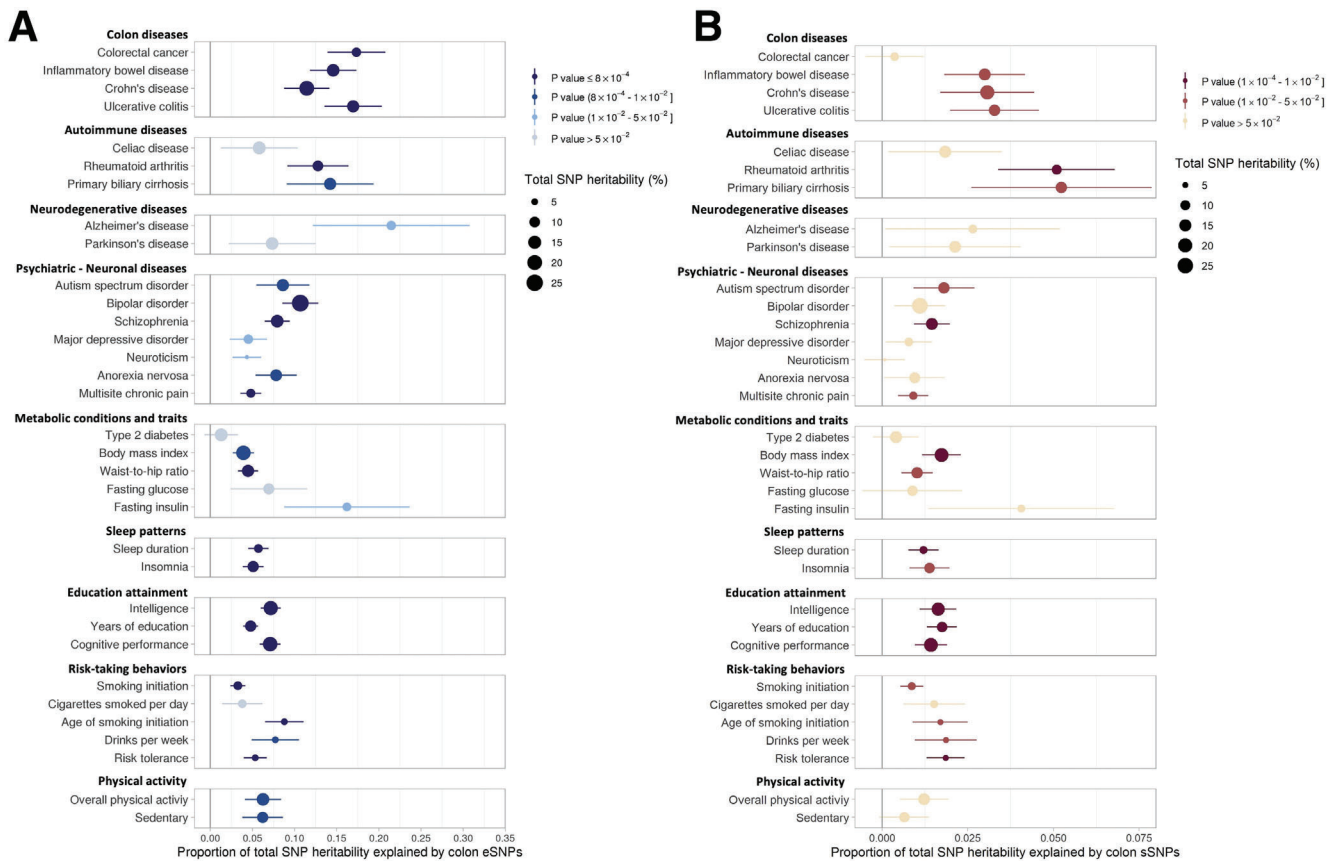 A
Colon diseases
Colorectal cancer
Inflammatory bowel disease
Crohn's disease
Ulcerative colitis
Autoimmune diseases
Celiac disease
Rheumatoid arthritis
Primary biliary cirrhosis
Neurodegenerative diseases
Alzheimer's disease
Parkinson's disease
Psychiatric - Neuronal diseases
Autism spectrum disorder
Bipolar disorder
Schizophrenia
Major depressive disorder
Neuroticism
Anorexia nervosa
Multisite chronic pain
Metabolic conditions and traits
Type 2 diabetes
Body mass index
Waist-to-hip ratio
Fasting glucose
Fasting insulin
Sleep patterns
Sleep duration
Insomnia
Education attainment
Intelligence
Years of education
Cognitive performance
Risk-taking behaviors
Smoking initiation
Cigarettes smoked per day
Age of smoking initiation
Drinks per week
Risk tolerance
Physical activity
Overall physical activiy
Sedentary
0.00 0.05 0.10 0.15 0.20 0.25 0.30 0.35
Proportion of total SNP heritability explained by colon eSNPs
P value ≤ 8×10⁻⁴
P value (8×10⁻⁴ - 1×10⁻² ]
P value (1×10⁻² - 5×10⁻² ]
P value > 5×10⁻²
Total SNP heritability (%)
5
10
15
20
25
B
Colon diseases
Colorectal cancer
Inflammatory bowel disease
Crohn's disease
Ulcerative colitis
Autoimmune diseases
Celiac disease
Rheumatoid arthritis
Primary biliary cirrhosis
Neurodegenerative diseases
Alzheimer's disease
Parkinson's disease
Psychiatric - Neuronal diseases
Autism spectrum disorder
Bipolar disorder
Schizophrenia
Major depressive disorder
Neuroticism
Anorexia nervosa
Multisite chronic pain
Metabolic conditions and traits
Type 2 diabetes
Body mass index
Waist-to-hip ratio
Fasting glucose
Fasting insulin
Sleep patterns
Sleep duration
Insomnia
Education attainment
Intelligence
Years of education
Cognitive performance
Risk-taking behaviors
Smoking initiation
Cigarettes smoked per day
Age of smoking initiation
Drinks per week
Risk tolerance
Physical activity
Overall physical activiy
Sedentary
0.000 0.025 0.050 0.075
Proportion of total SNP heritability explained by colon sSNPs
P value (1×10⁻⁴ - 1×10⁻² ]
P value (1×10⁻² - 5×10⁻² ]
P value > 5×10⁻²
Total SNP heritability (%)
5
10
15
20
25